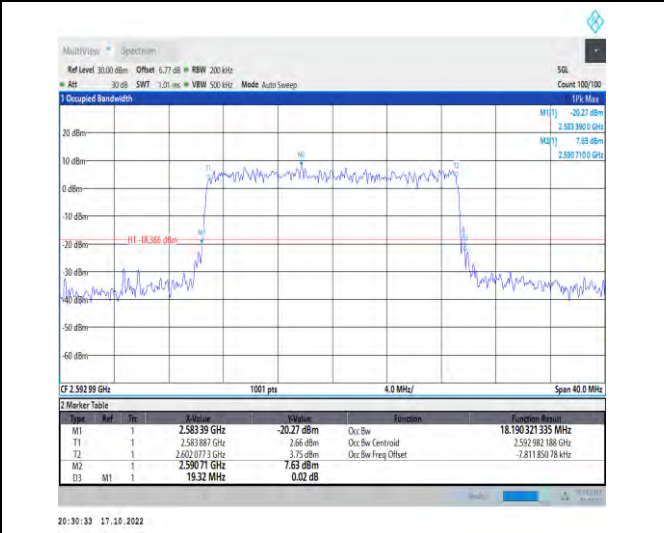 MultiView Spectrum
Ref Level 30.00 dBm Offset 6.77 dB RBW 200 kHz SGL
Att 30 dB SWT 1.01 ms VBW 500 kHz Mode Auto Sweep Count 100/100
1 Occupied Bandwidth 1Pk Max
M1[1] -20.27 dBm
2.583 390 0 GHz
M2[1] 7.63 dBm
2.590 710 0 GHz
20 dBm
10 dBm
0 dBm
-10 dBm
-20 dBm
-30 dBm
-40 dBm
-50 dBm
-60 dBm
T1
M2
T2
M1
H1 -18.366 dBm
CF 2.592 99 GHz 1001 pts 4.0 MHz/ Span 40.0 MHz
2 Marker Table
Type Ref Trc X-Value Y-Value Function Function Result
M1 1 2.583 39 GHz -20.27 dBm Occ Bw 18.190 321 335 MHz
T1 1 2.583 887 GHz 2.66 dBm Occ Bw Centroid 2.592 982 188 GHz
T2 1 2.602 077 3 GHz 3.75 dBm Occ Bw Freq Offset -7.811 850 78 kHz
M2 1 2.590 71 GHz 7.63 dBm
D3 M1 1 19.32 MHz 0.02 dB
20:30:33 17.10.2022